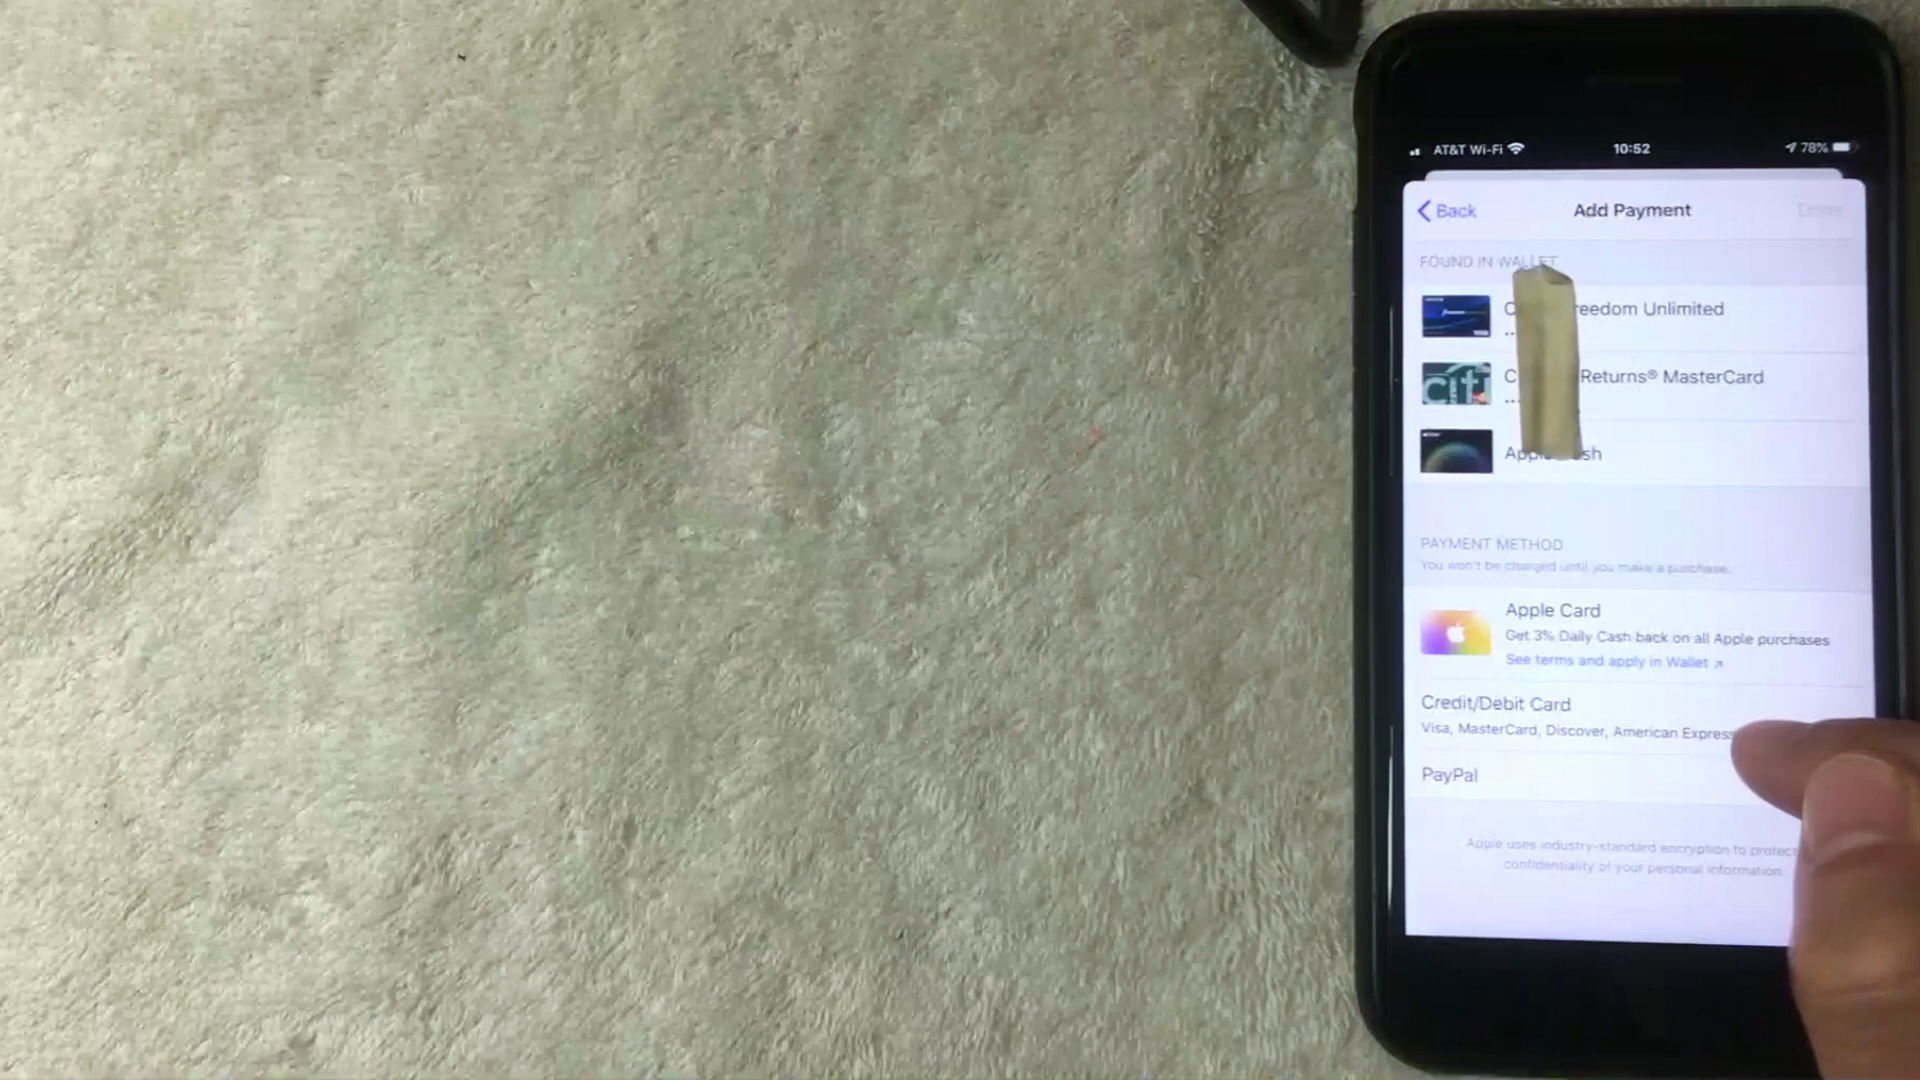 AT&T Wi-Fi 10:52 78%
Back Add Payment Done
FOUND IN WALLET
reedom Unlimited
citi
Returns® MasterCard
PAYMENT METHOD
You won't be charged until you make a purchase.
Apple Card
Get 3% Daily Cash back on all Apple purchases
See terms and apply in Wallet ↗
Credit/Debit Card
Visa, MasterCard, Discover, American Express
PayPal
Apple uses industry-standard encryption to protect
confidentiality of your personal information.